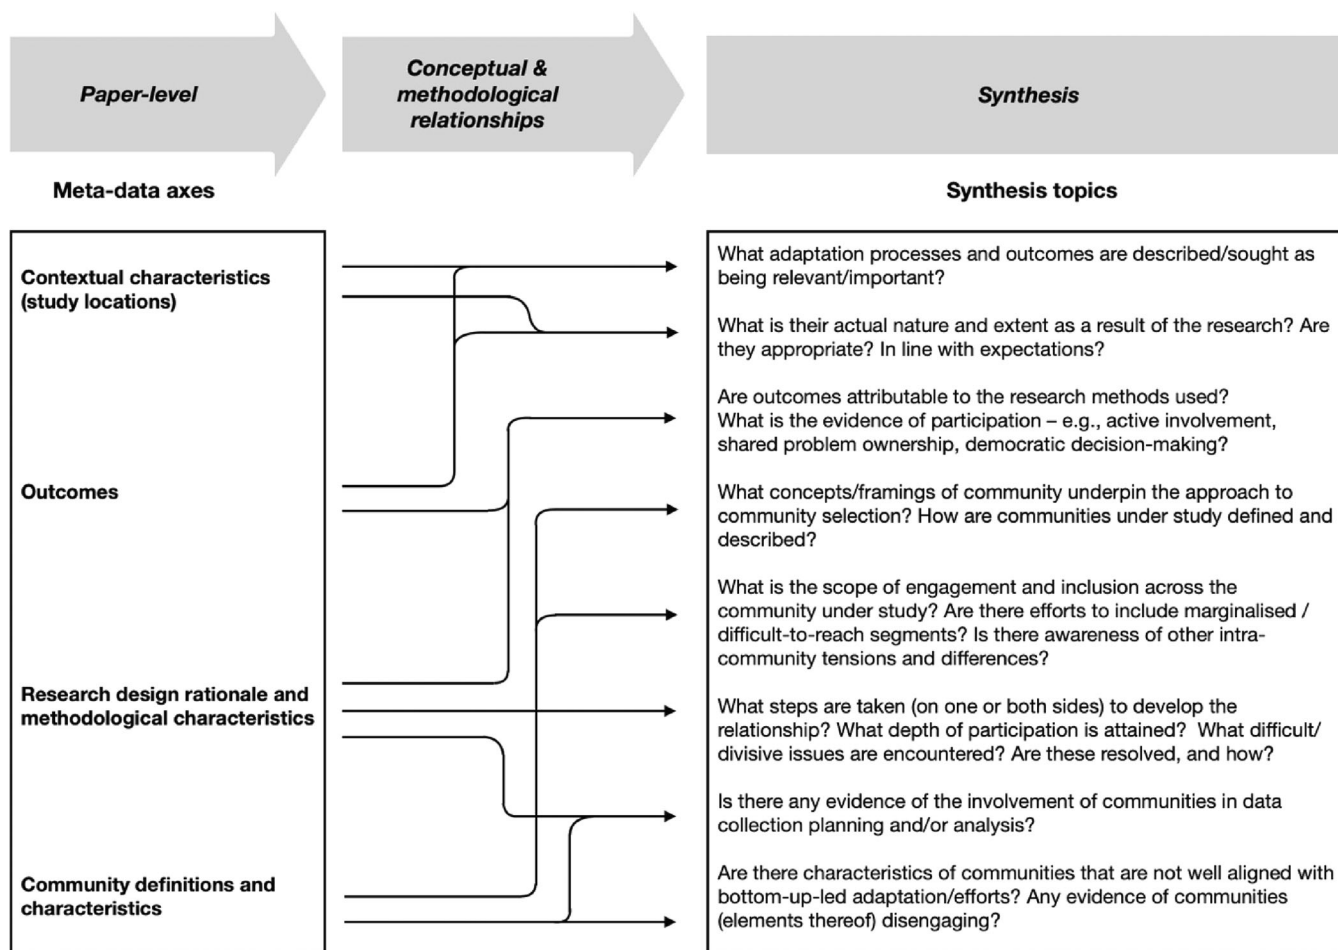 Paper-level
Conceptual &
methodological
relationships
Synthesis
Meta-data axes
Synthesis topics
Contextual characteristics
(study locations)
Outcomes
Research design rationale and
methodological characteristics
Community definitions and
characteristics
What adaptation processes and outcomes are described/sought as
being relevant/important?
What is their actual nature and extent as a result of the research? Are
they appropriate? In line with expectations?
Are outcomes attributable to the research methods used?
What is the evidence of participation – e.g., active involvement,
shared problem ownership, democratic decision-making?
What concepts/framings of community underpin the approach to
community selection? How are communities under study defined and
described?
What is the scope of engagement and inclusion across the
community under study? Are there efforts to include marginalised /
difficult-to-reach segments? Is there awareness of other intra-
community tensions and differences?
What steps are taken (on one or both sides) to develop the
relationship? What depth of participation is attained?  What difficult/
divisive issues are encountered? Are these resolved, and how?
Is there any evidence of the involvement of communities in data
collection planning and/or analysis?
Are there characteristics of communities that are not well aligned with
bottom-up-led adaptation/efforts? Any evidence of communities
(elements thereof) disengaging?